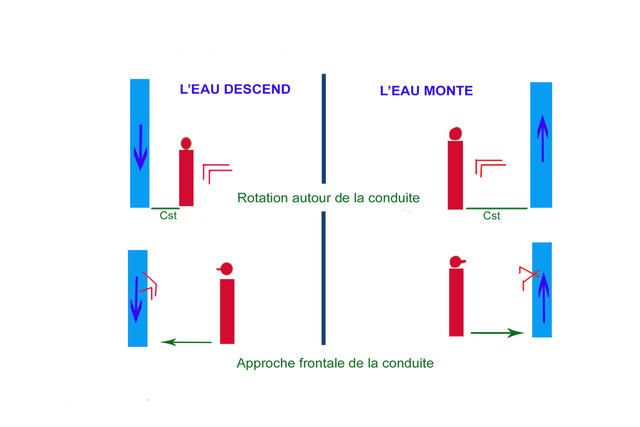 L'EAU DESCEND
L'EAU MONTE
Rotation autour de la conduite
Cst
Cst
Approche frontale de la conduite